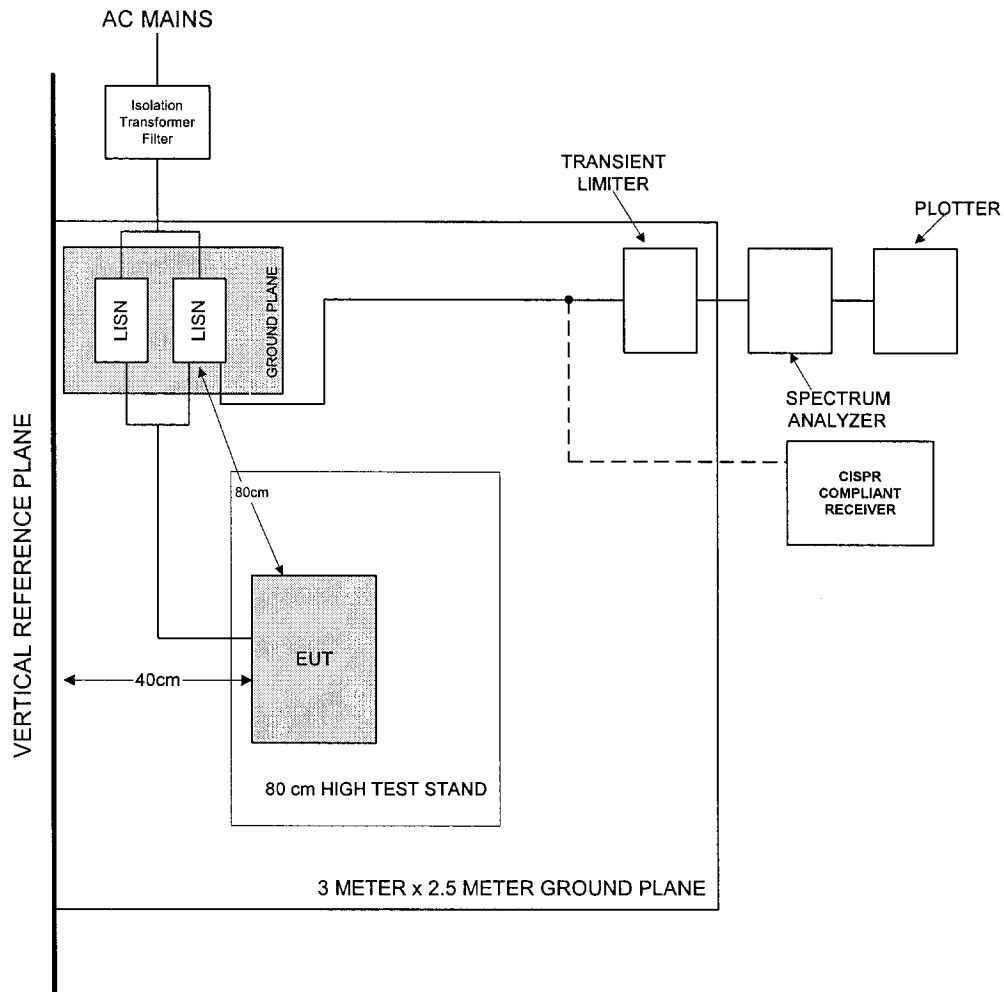 AC MAINS
Isolation
Transformer
Filter
TRANSIENT
LIMITER
PLOTTER
LISN
LISN
GROUND PLANE
SPECTRUM
ANALYZER
CISPR
COMPLIANT
RECEIVER
VERTICAL REFERENCE PLANE
80cm
EUT
40cm
80 cm HIGH TEST STAND
3 METER x 2.5 METER GROUND PLANE